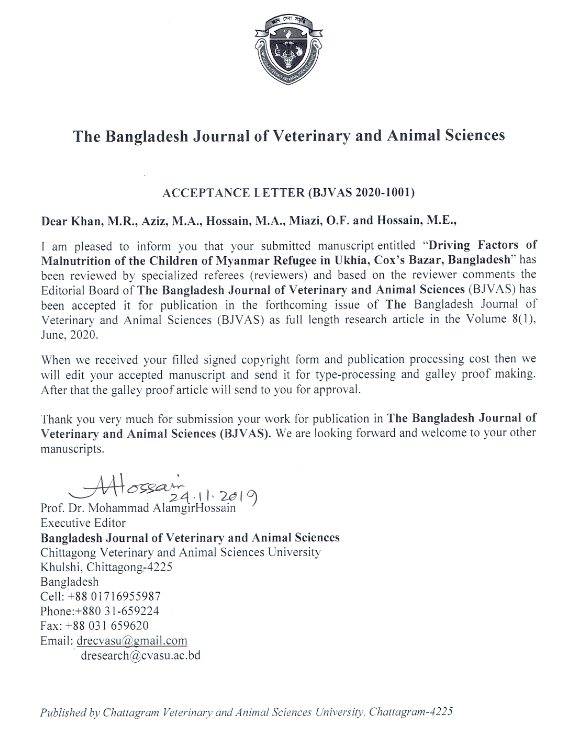 The Bangladesh Journal of Veterinary and Animal Sciences
ACCEPTANCE LETTER (BJVAS 2020-1001)
Dear Khan, M.R., Aziz, M.A., Hossain, M.A., Miazi, O.F. and Hossain, M.E.,
I am pleased to inform you that your submitted manuscript entitled “Driving Factors of
Malnutrition of the Children of Myanmar Refugee in Ukhia, Cox’s Bazar, Bangladesh” has
been reviewed by specialized referees (reviewers) and based on the reviewer comments the
Editorial Board of The Bangladesh Journal of Veterinary and Animal Sciences (BJVAS) has
been accepted it for publication in the forthcoming issue of The Bangladesh Journal of
Veterinary and Animal Sciences (BJVAS) as full length research article in the Volume 8(1),
June, 2020.
When we received your filled signed copyright form and publication processing cost then we
will edit your accepted manuscript and send it for type-processing and galley proof making.
After that the galley proof article will send to you for approval.
Thank you very much for submission your work for publication in The Bangladesh Journal of
Veterinary and Animal Sciences (BJVAS). We are looking forward and welcome to your other
manuscripts.
AHossain
24.11.2019
Prof. Dr. Mohammad AlamgirHossain
Executive Editor
Bangladesh Journal of Veterinary and Animal Sciences
Chittagong Veterinary and Animal Sciences University
Khulshi, Chittagong-4225
Bangladesh
Cell: +88 01716955987
Phone:+880 31-659224
Fax: +88 031 659620
Email: drecvasu@gmail.com
dresearch@cvasu.ac.bd
Published by Chattagram Veterinary and Animal Sciences University, Chattagram-4225